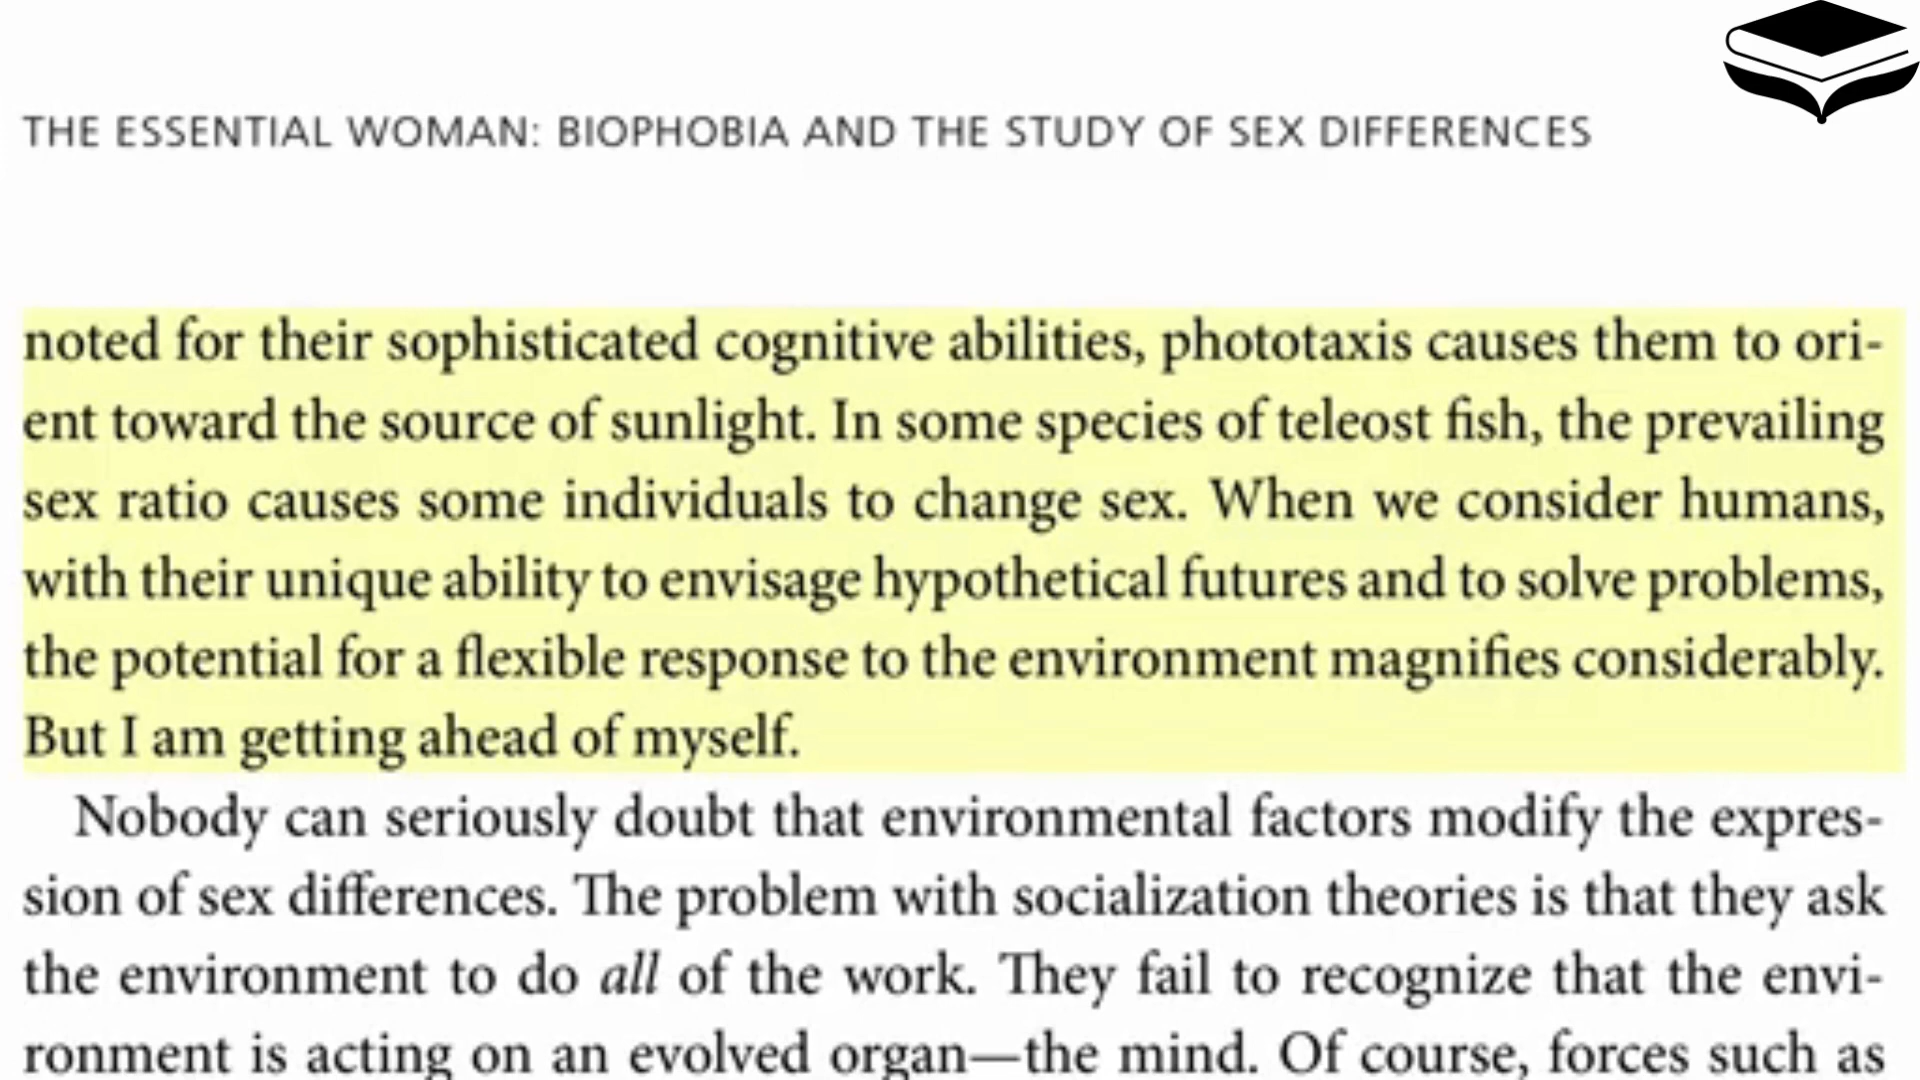 THE ESSENTIAL WOMAN: BIOPHOBIA AND THE STUDY OF SEX DIFFERENCES
noted for their sophisticated cognitive abilities, phototaxis causes them to ori-
ent toward the source of sunlight. In some species of teleost fish, the prevailing
sex ratio causes some individuals to change sex. When we consider humans,
with their unique ability to envisage hypothetical futures and to solve problems,
the potential for a flexible response to the environment magnifies considerably.
But I am getting ahead of myself.
Nobody can seriously doubt that environmental factors modify the expres-
sion of sex differences. The problem with socialization theories is that they ask
the environment to do all of the work. They fail to recognize that the envi-
ronment is acting on an evolved organ—the mind. Of course, forces such as